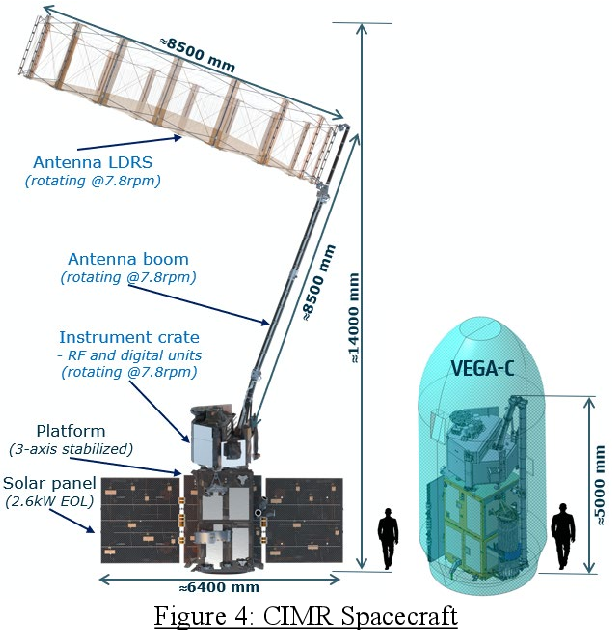 ≈8500 mm
Antenna LDRS
(rotating @7.8rpm)
Antenna boom
(rotating @7.8rpm)
≈8500 mm
≈14000 mm
Instrument crate
- RF and digital units
(rotating @7.8rpm)
VEGA-C
Platform
(3-axis stabilized)
Solar panel
(2.6kW EOL)
≈5000 mm
≈6400 mm
Figure 4: CIMR Spacecraft